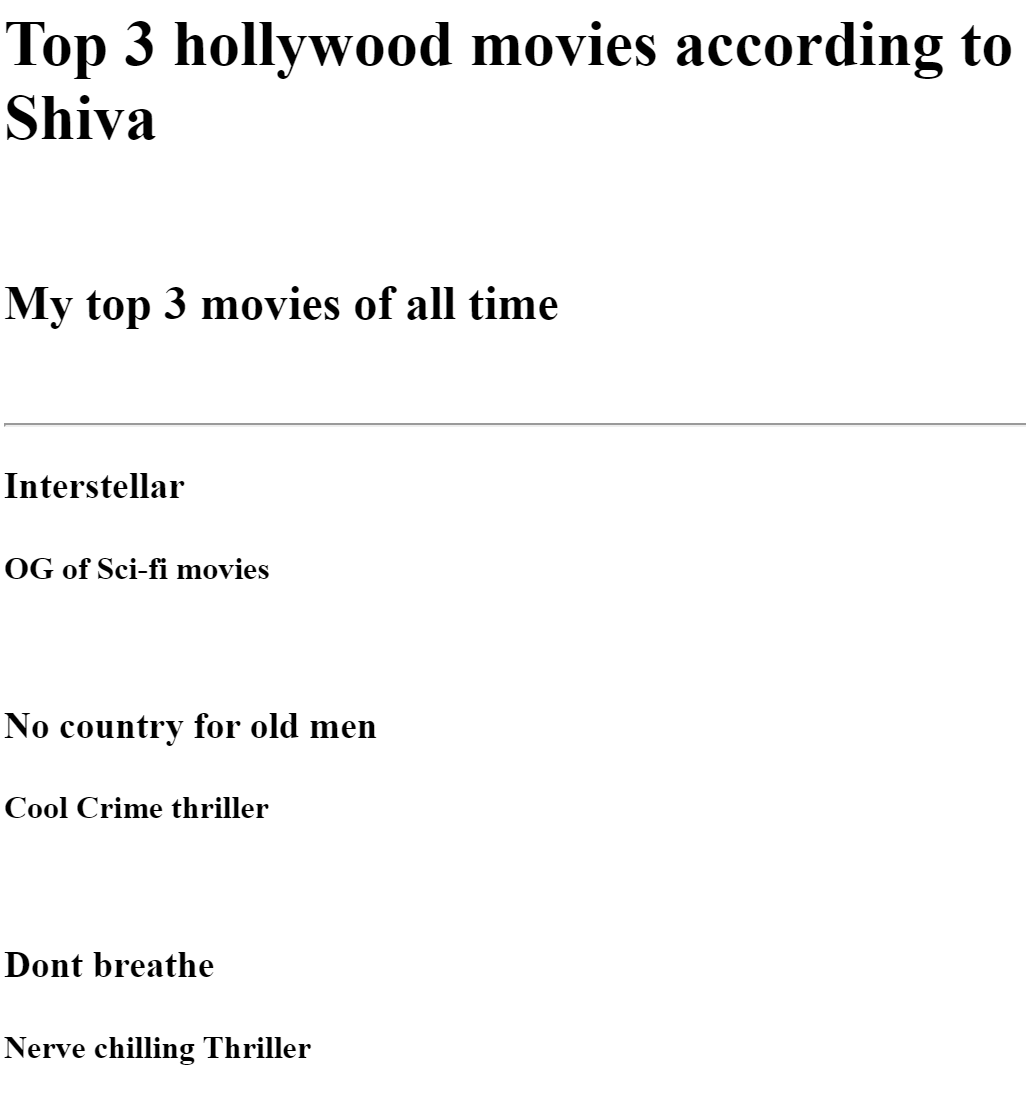 Top 3 hollywood movies according to
Shiva
My top 3 movies of all time
Interstellar
OG of Sci-fi movies
No country for old men
Cool Crime thriller
Dont breathe
Nerve chilling Thriller